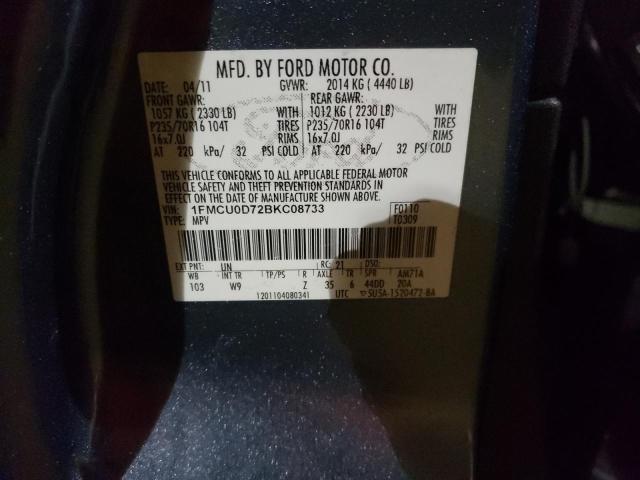 MFD. BY FORD MOTOR CO.
DATE: 04/11 GVWR: 2014 KG ( 4440 LB)
FRONT GAWR: REAR GAWR:
1057 KG ( 2330 LB) WITH 1012 KG ( 2230 LB) WITH
P235/70R16 104T TIRES P235/70R16 104T TIRES
16x7.0J RIMS 16x7.0J RIMS
AT 220 kPa/ 32 PSI COLD AT 220 kPa/ 32 PSI COLD
THIS VEHICLE CONFORMS TO ALL APPLICABLE FEDERAL MOTOR
VEHICLE SAFETY AND THEFT PREVENTION STANDARDS IN
EFFECT ON THE DATE OF MANUFACTURE SHOWN ABOVE.
VIN: 1FMCU0D72BKC08733 F0110
TYPE: MPV T0309
EXT PNT: UN RC: 21 DSO:
WB INT TR TP/PS R AXLE TR SPR AM71A
103 W9 Z 35 6 44DD 20A
1201104080341 UTC ▽5U5A-1520472-BA